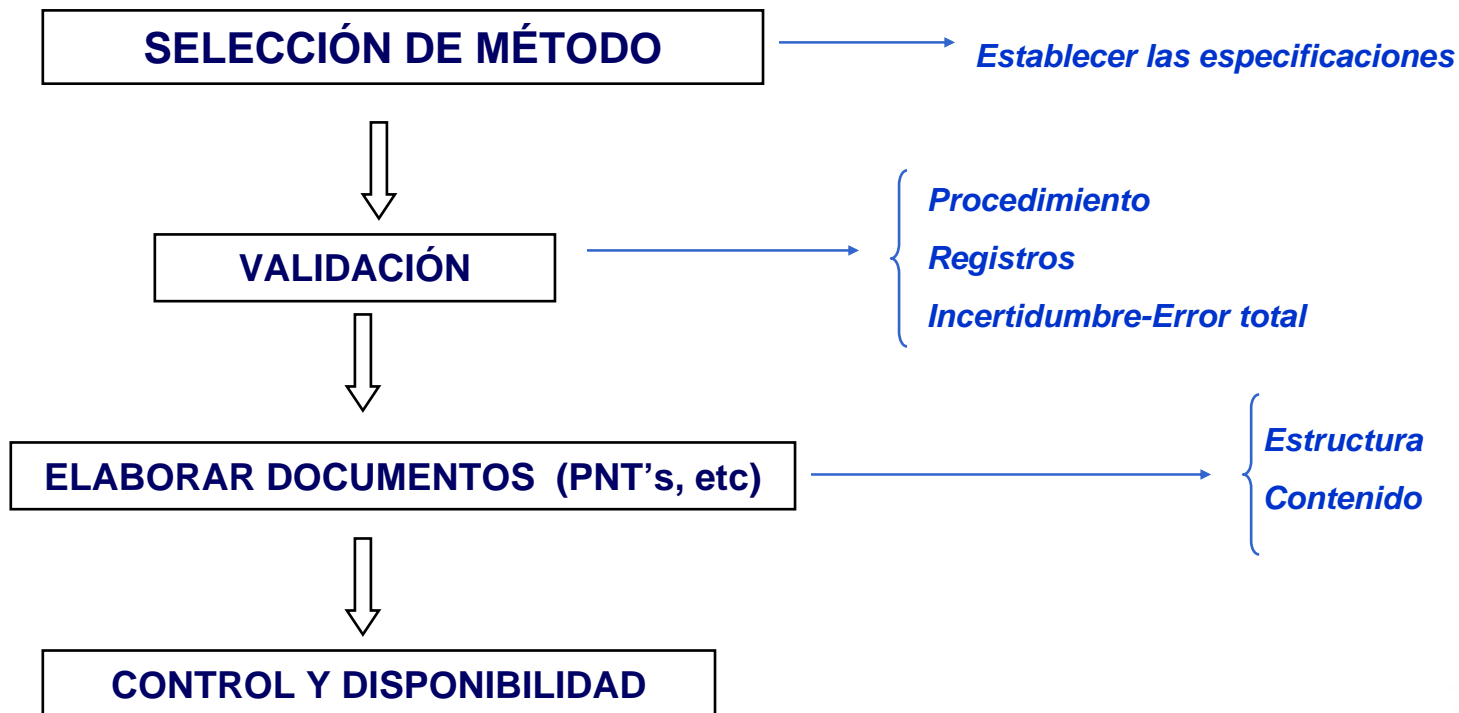 SELECCIÓN DE MÉTODO
Establecer las especificaciones
VALIDACIÓN
Procedimiento
Registros
Incertidumbre-Error total
ELABORAR DOCUMENTOS (PNT’s, etc)
Estructura
Contenido
CONTROL Y DISPONIBILIDAD